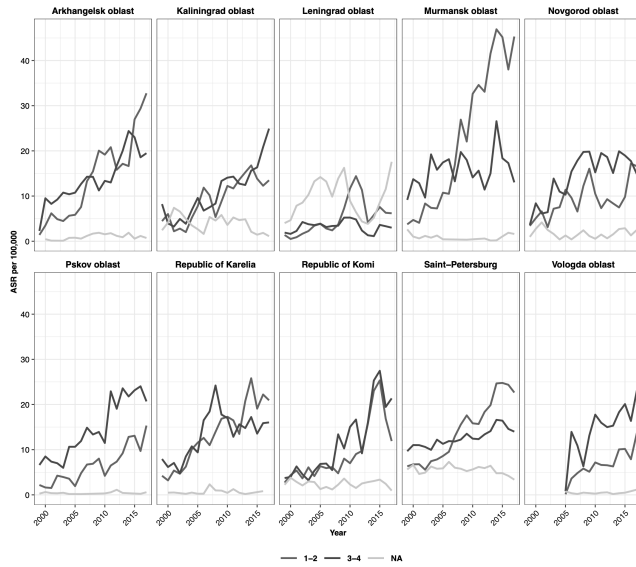 Arkhangelsk oblast Kaliningrad oblast Leningrad oblast Murmansk oblast Novgorod oblast
40
30
20
10
0
ASR per 100,000
Pskov oblast Republic of Karelia Republic of Komi Saint−Petersburg Vologda oblast
40
30
20
10
0
2000 2005 2010 2015 2000 2005 2010 2015 2000 2005 2010 2015 2000 2005 2010 2015 2000 2005 2010 2015
Year
1−2 3−4 NA